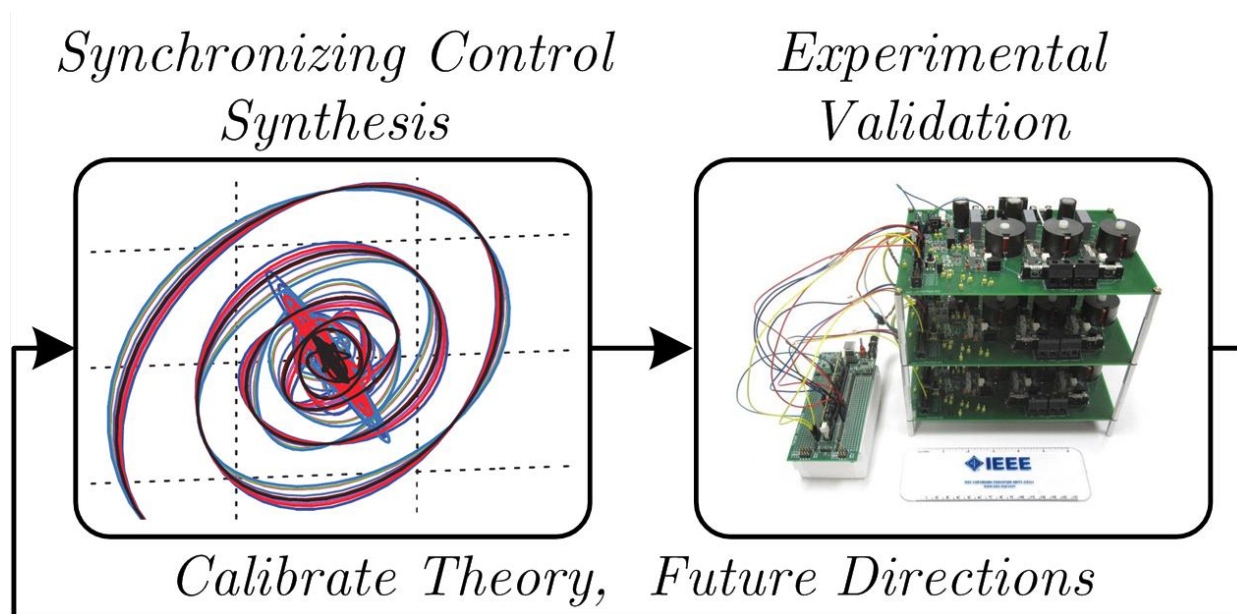 Synchronizing Control
Synthesis
Experimental
Validation
IEEE
Calibrate Theory, Future Directions